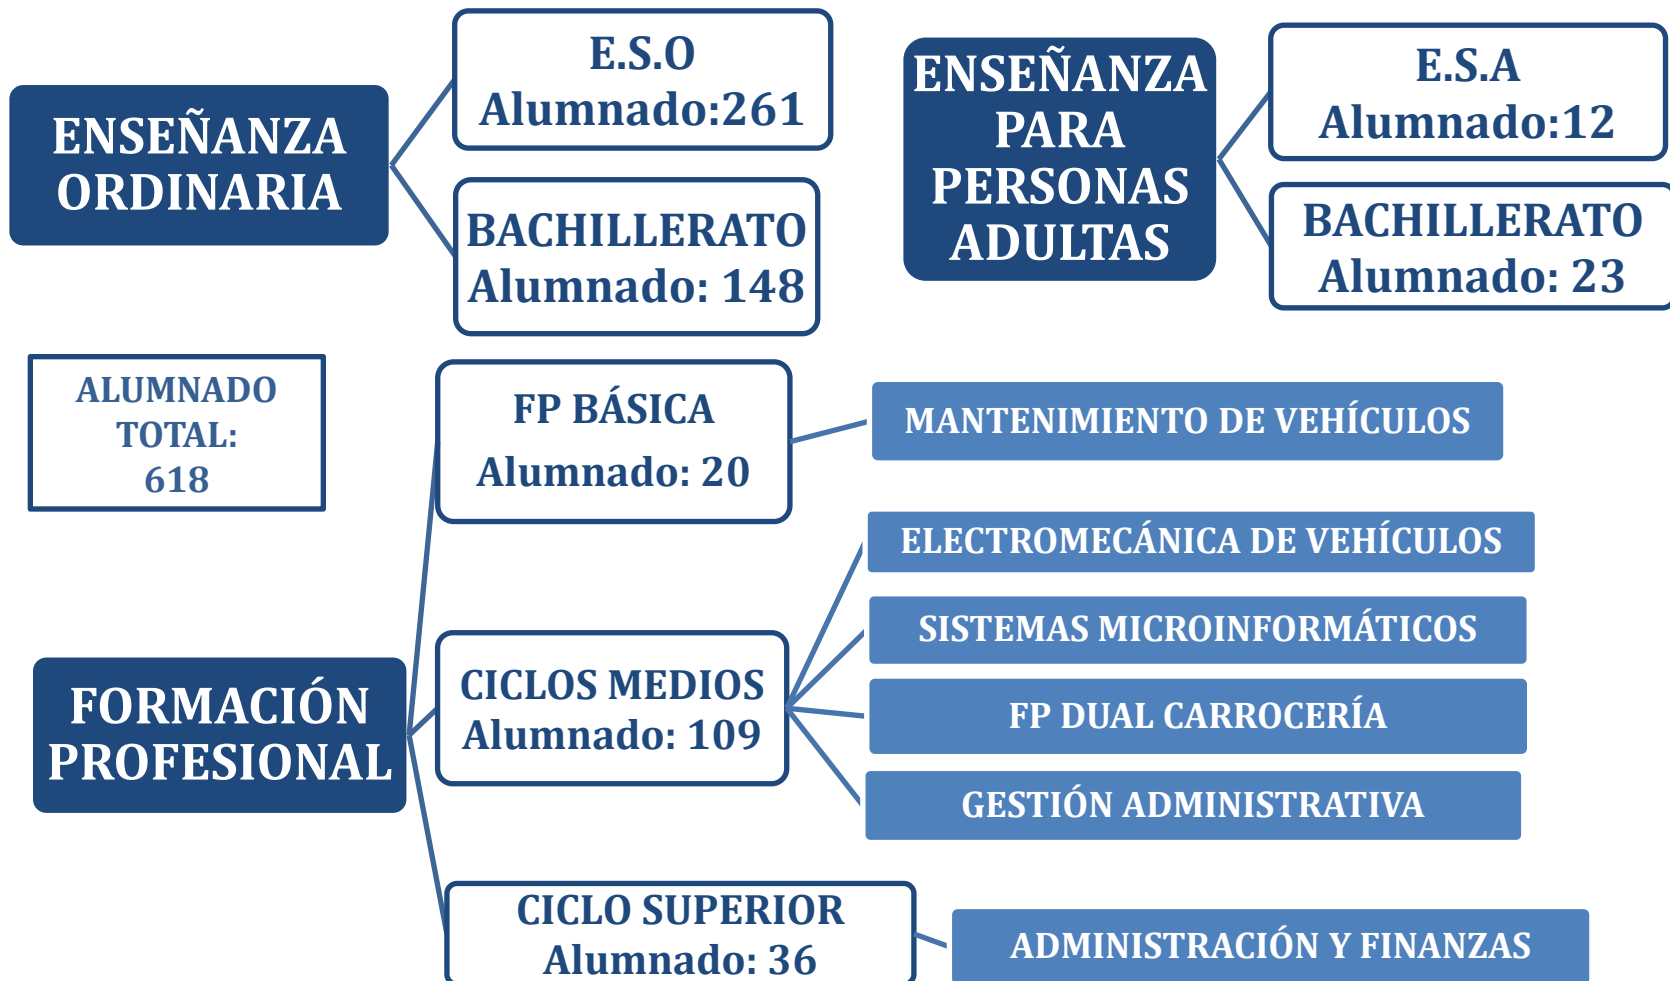 ENSEÑANZA
ORDINARIA
E.S.O
Alumnado:261
BACHILLERATO
Alumnado: 148
ENSEÑANZA
PARA
PERSONAS
ADULTAS
E.S.A
Alumnado:12
BACHILLERATO
Alumnado: 23
ALUMNADO
TOTAL:
618
FORMACIÓN
PROFESIONAL
FP BÁSICA
Alumnado: 20
MANTENIMIENTO DE VEHÍCULOS
CICLOS MEDIOS
Alumnado: 109
ELECTROMECÁNICA DE VEHÍCULOS
SISTEMAS MICROINFORMÁTICOS
FP DUAL CARROCERÍA
GESTIÓN ADMINISTRATIVA
CICLO SUPERIOR
Alumnado: 36
ADMINISTRACIÓN Y FINANZAS